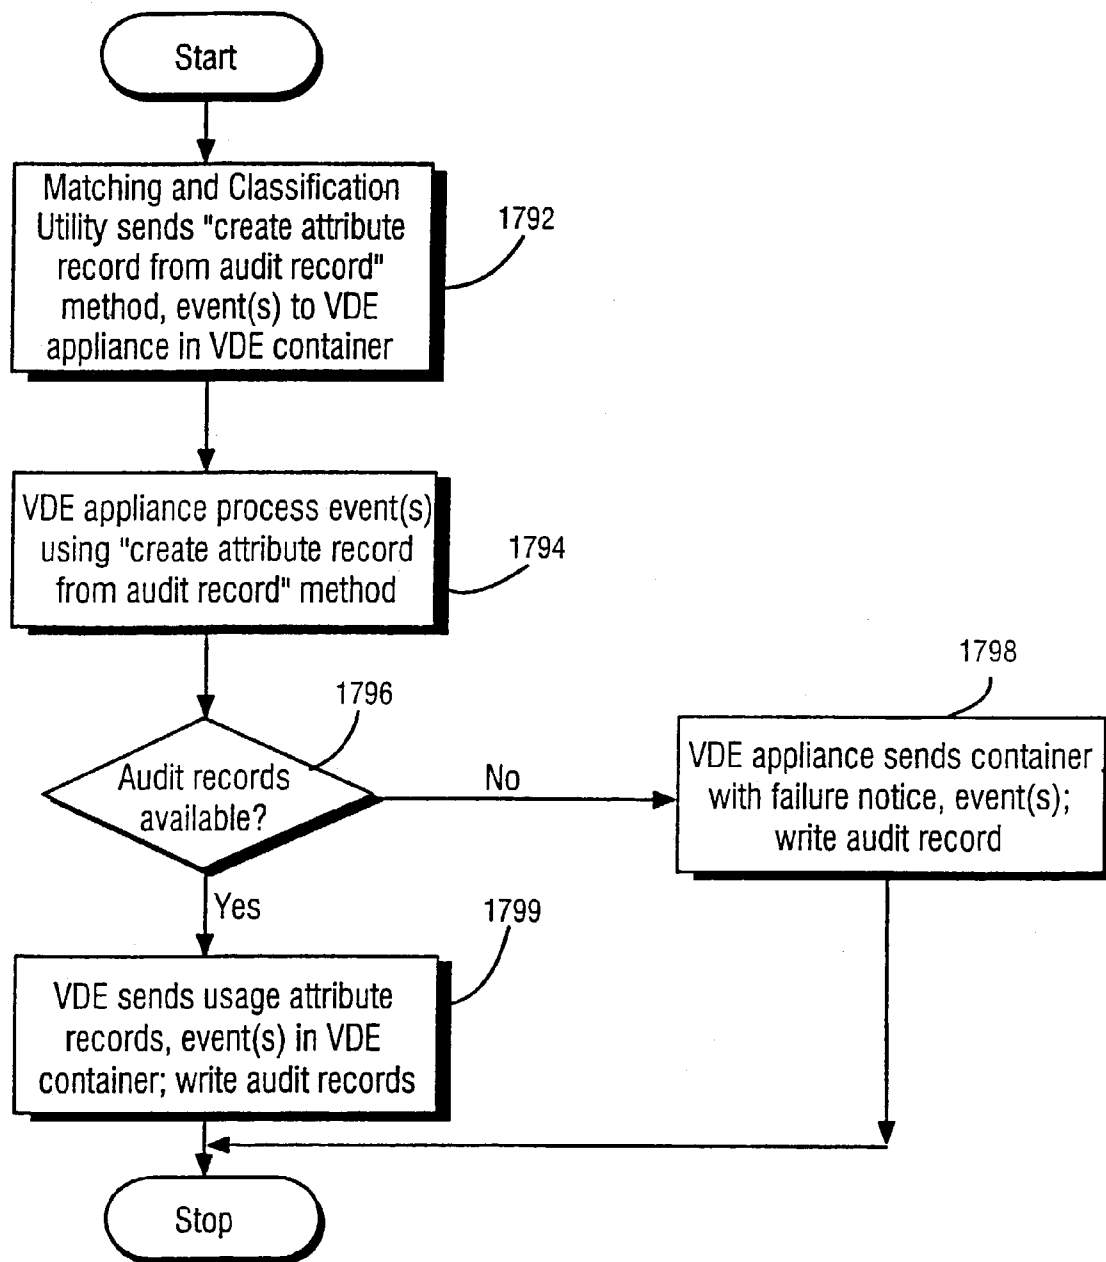 Start
Matching and Classification
Utility sends "create attribute
record from audit record"
method, event(s) to VDE
appliance in VDE container
1792
VDE appliance process event(s)
using "create attribute record
from audit record" method
1794
1796
Audit records
available?
No
1798
VDE appliance sends container
with failure notice, event(s);
write audit record
Yes
1799
VDE sends usage attribute
records, event(s) in VDE
container; write audit records
Stop